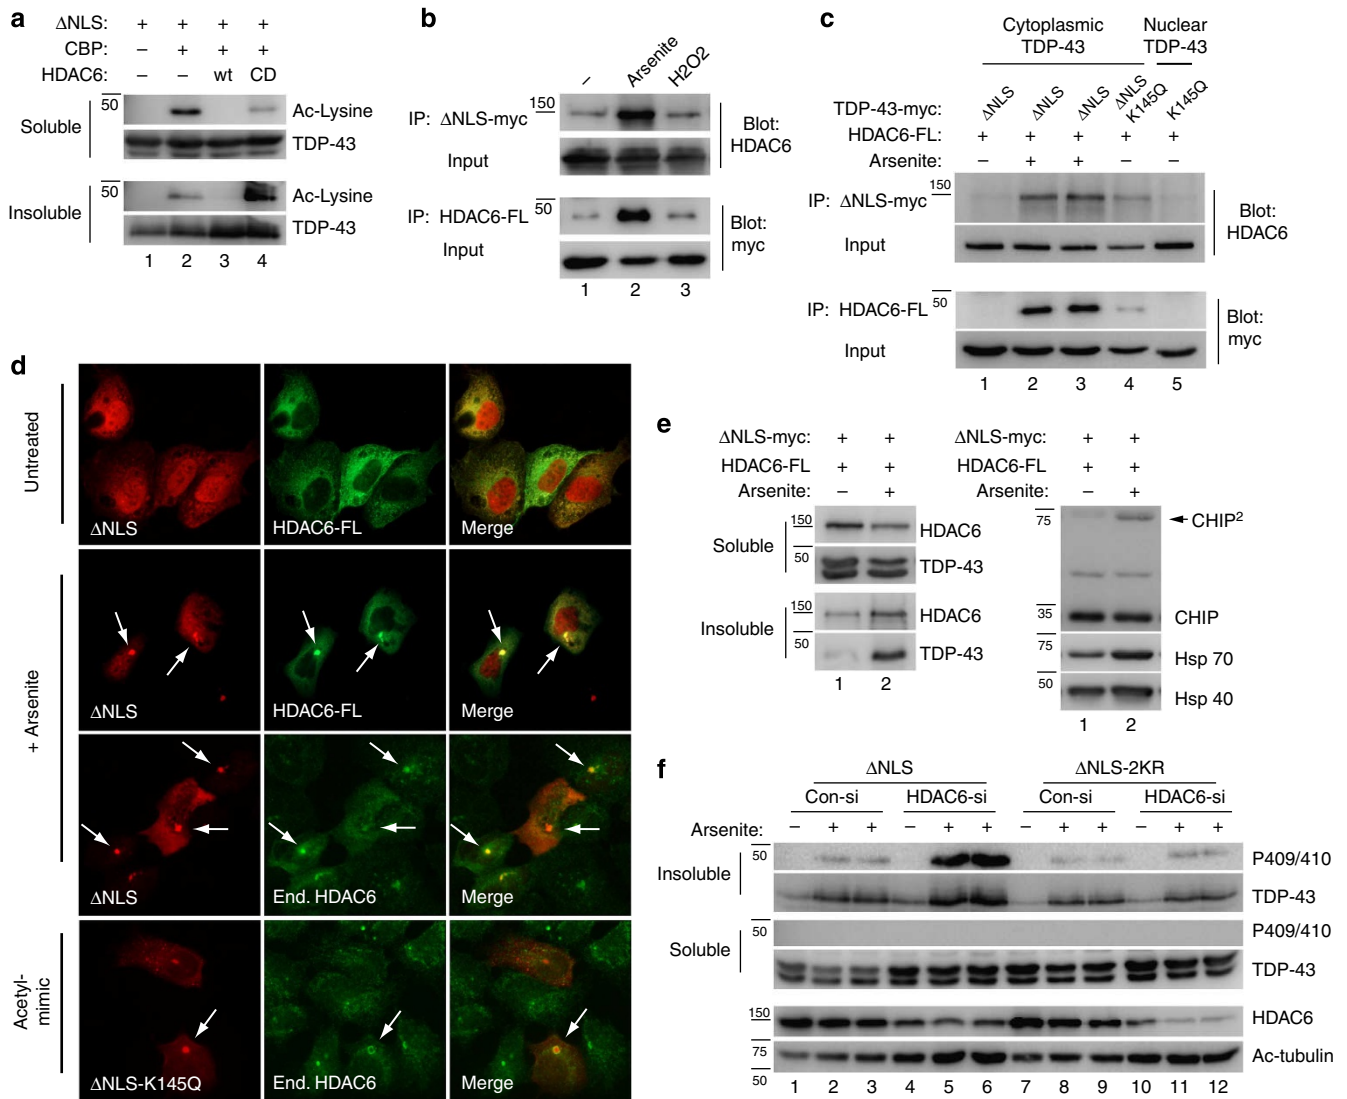 a
ΔNLS: + + + +
CBP: – + + +
HDAC6: – – wt CD
Soluble
50
Ac-Lysine
TDP-43
Insoluble
50
Ac-Lysine
TDP-43
1 2 3 4
b
– Arsenite H2O2
IP: ΔNLS-myc 150
Input
Blot: HDAC6
IP: HDAC6-FL 50
Input
Blot: myc
1 2 3
c
Cytoplasmic TDP-43
Nuclear TDP-43
TDP-43-myc: ΔNLS ΔNLS ΔNLS ΔNLS K145Q K145Q
HDAC6-FL: + + + + +
Arsenite: – + + – –
IP: ΔNLS-myc 150
Input
Blot: HDAC6
IP: HDAC6-FL 50
Input
Blot: myc
1 2 3 4 5
d
Untreated
ΔNLS HDAC6-FL Merge
+ Arsenite
ΔNLS HDAC6-FL Merge
ΔNLS End. HDAC6 Merge
Acetyl-mimic
ΔNLS-K145Q End. HDAC6 Merge
e
ΔNLS-myc: + +
HDAC6-FL: + +
Arsenite: – +
Soluble
150 HDAC6
50 TDP-43
Insoluble
150 HDAC6
50 TDP-43
1 2
ΔNLS-myc: + +
HDAC6-FL: + +
Arsenite: – +
75 CHIP2
35 CHIP
75 Hsp 70
50 Hsp 40
1 2
f
ΔNLS ΔNLS-2KR
Con-si HDAC6-si Con-si HDAC6-si
Arsenite: – + + – + + – + + – + +
Insoluble
50 P409/410
TDP-43
Soluble
50 P409/410
TDP-43
150 HDAC6
75 Ac-tubulin
50
1 2 3 4 5 6 7 8 9 10 11 12